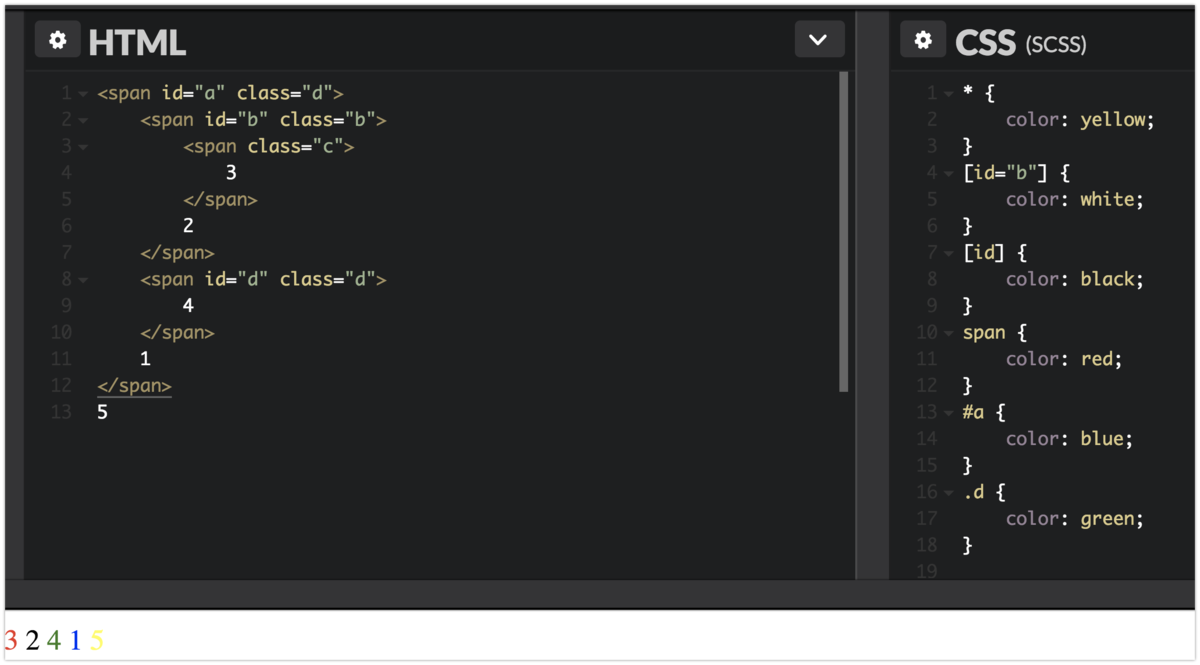 HTML
1 <span id="a" class="d">
2 <span id="b" class="b">
3 <span class="c">
4 3
5 </span>
6 2
7 </span>
8 <span id="d" class="d">
9 4
10 </span>
11 1
12 </span>
13 5
CSS (SCSS)
1 * {
2 color: yellow;
3 }
4 [id="b"] {
5 color: white;
6 }
7 [id] {
8 color: black;
9 }
10 span {
11 color: red;
12 }
13 #a {
14 color: blue;
15 }
16 .d {
17 color: green;
18 }
19
3 2 4 1 5